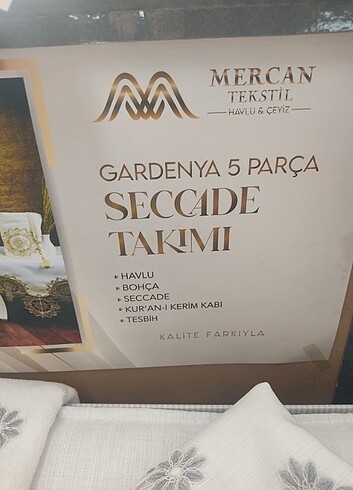 MERCAN
TEKSTİL
HAVLU & ÇEYİZ
GARDENYA 5 PARÇA
SECCADE
TAKIMI
HAVLU
BOHÇA
SECCADE
KUR'AN-I KERİM KABI
TESBİH
KALİTE FARKIYLA